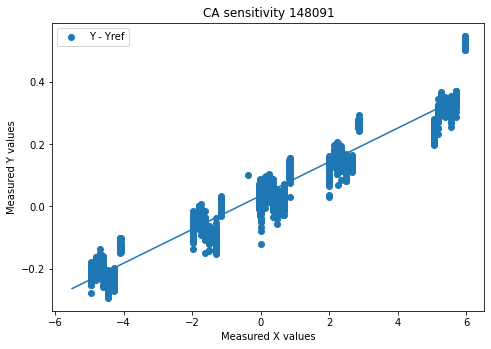 CA sensitivity 148091
Y - Yref
Measured Y values
0.4
0.2
0.0
−0.2
−6 −4 −2 0 2 4 6
Measured X values